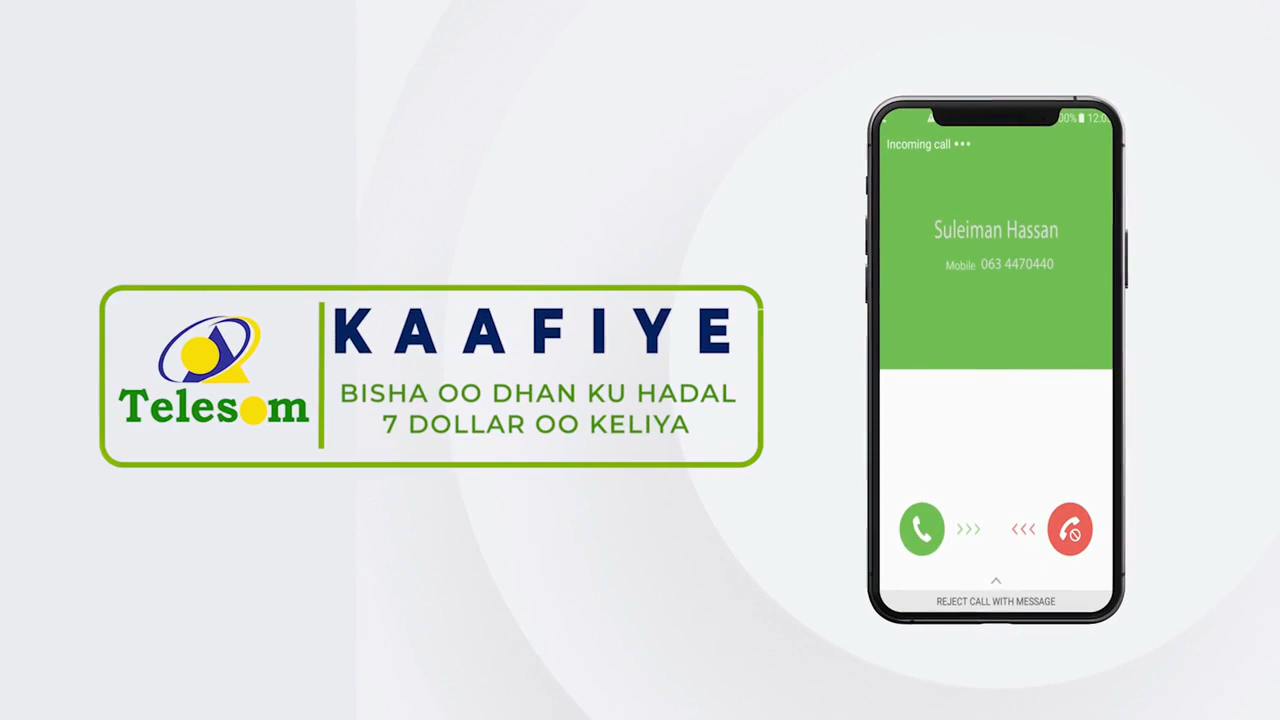 Telesom
KAAFIYE
BISHA OO DHAN KU HADAL
7 DOLLAR OO KELIYA
Incoming call •••
Suleiman Hassan
Mobile 063 4470440
REJECT CALL WITH MESSAGE